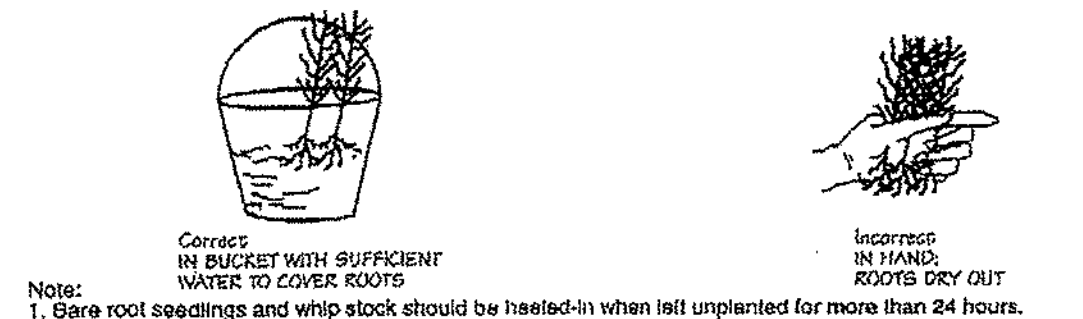 Correct
IN BUCKET WITH SUFFICIENT
WATER TO COVER ROOTS
Incorrect
IN HAND;
ROOTS DRY OUT
Note:
1. Bare root seedlings and whip stock should be heeled-in when left unplanted for more than 24 hours.